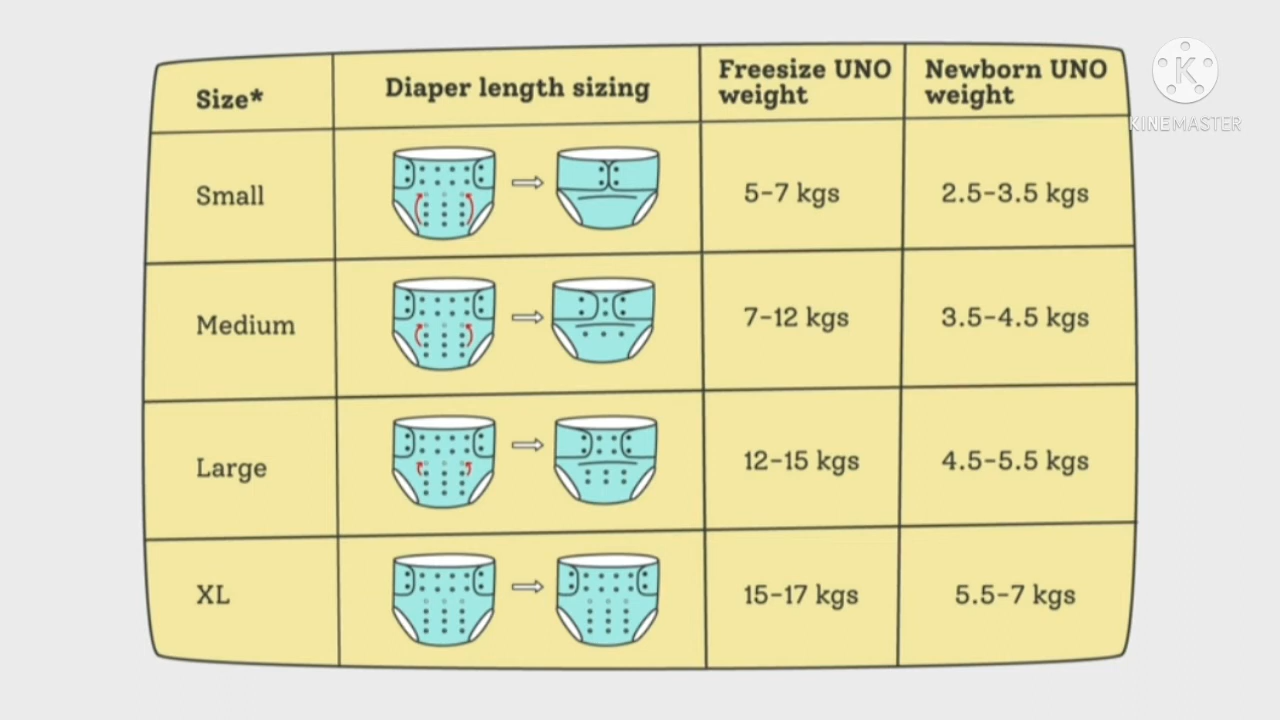 Size*
Diaper length sizing
Freesize UNO
weight
Newborn UNO
weight
Small
5-7 kgs
2.5-3.5 kgs
Medium
7-12 kgs
3.5-4.5 kgs
Large
12-15 kgs
4.5-5.5 kgs
XL
15-17 kgs
5.5-7 kgs
K
KINEMASTER